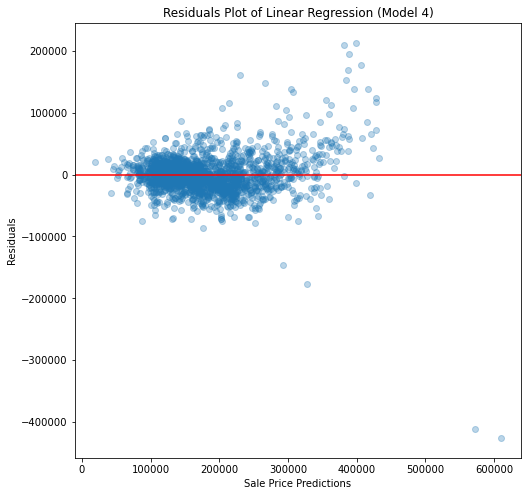 Residuals Plot of Linear Regression (Model 4)
200000
100000
0
−100000
−200000
−300000
−400000
Residuals
0 100000 200000 300000 400000 500000 600000
Sale Price Predictions